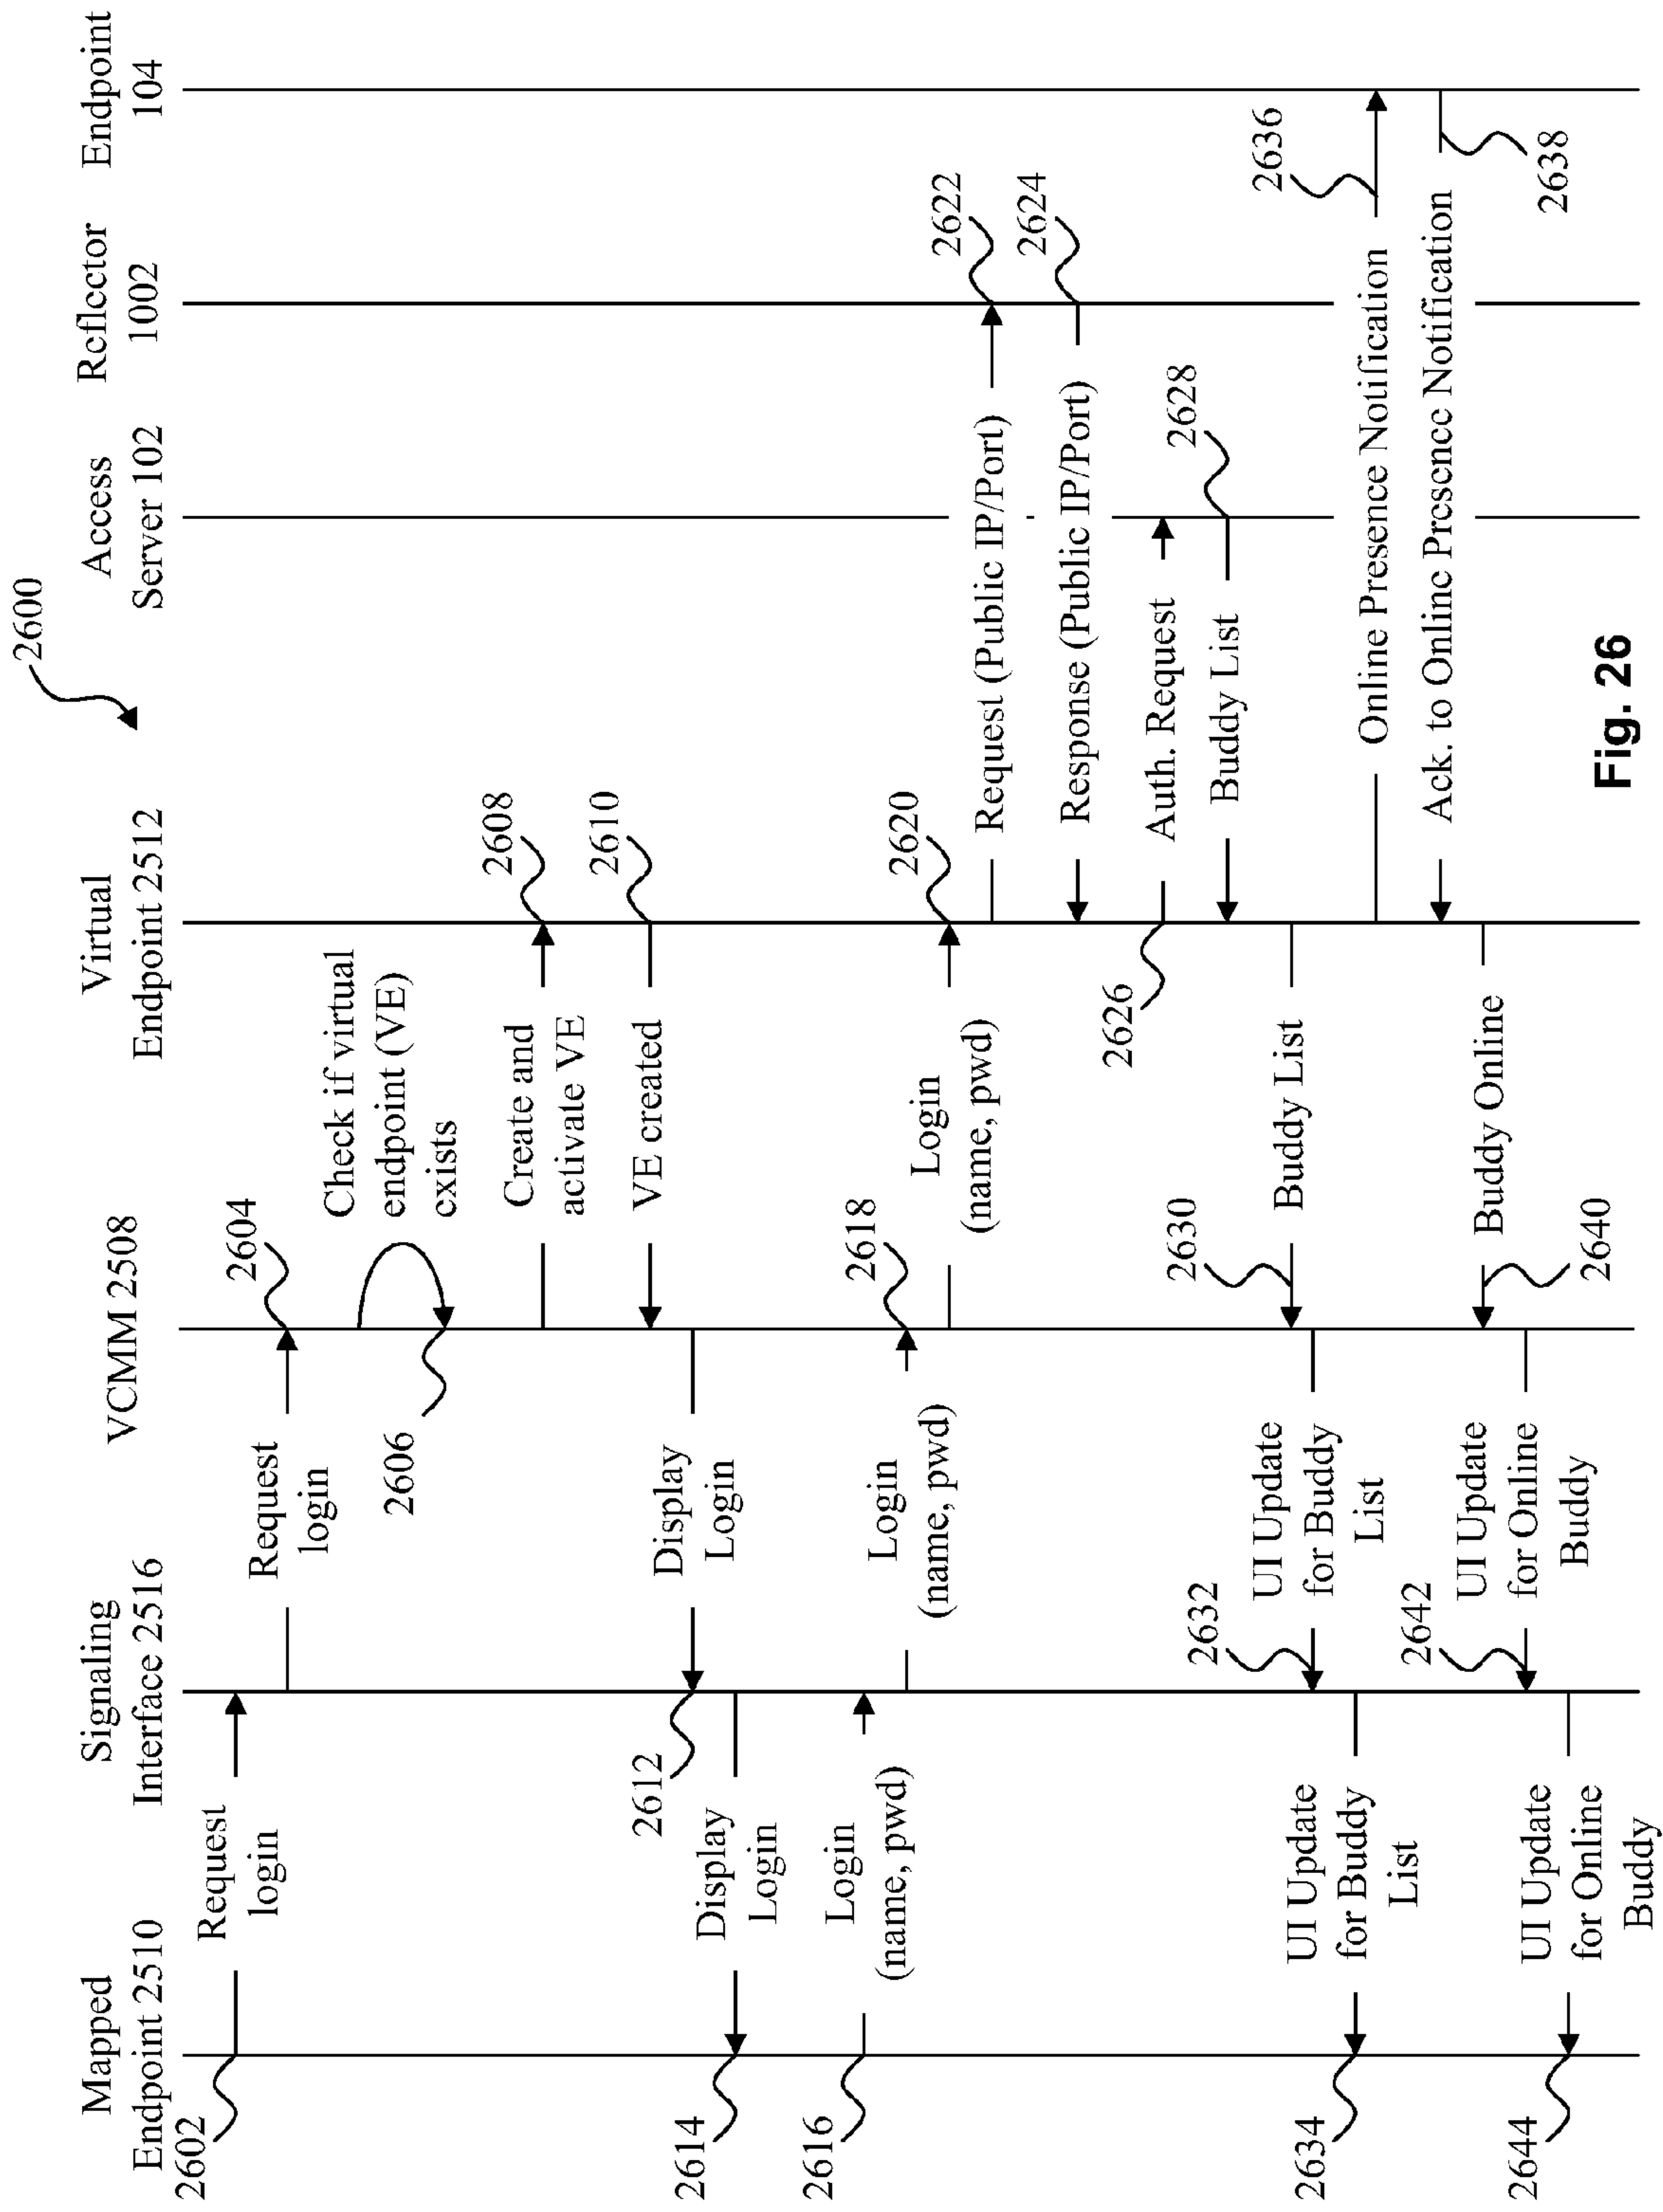 2600
Mapped
Endpoint 2510
Signaling
Interface 2516
VCMM 2508
Virtual
Endpoint 2512
Access
Server 102
Reflector
1002
Endpoint
104
2602
Request
login
Request
login
2604
Check if virtual
endpoint (VE)
exists
2606
Create and
activate VE
2608
VE created
2610
Display
Login
2612
Display
Login
2614
Login
(name, pwd)
2616
Login
(name, pwd)
2618
Login
(name, pwd)
2620
Request (Public IP/Port)
2622
Response (Public IP/Port)
2624
Auth. Request
2626
Buddy List
2628
Buddy List
2630
UI Update
for Buddy
List
2632
UI Update
for Buddy
List
2634
Online Presence Notification
2636
Ack. to Online Presence Notification
2638
Buddy Online
2640
UI Update
for Online
Buddy
2642
UI Update
for Online
Buddy
2644
Fig. 26